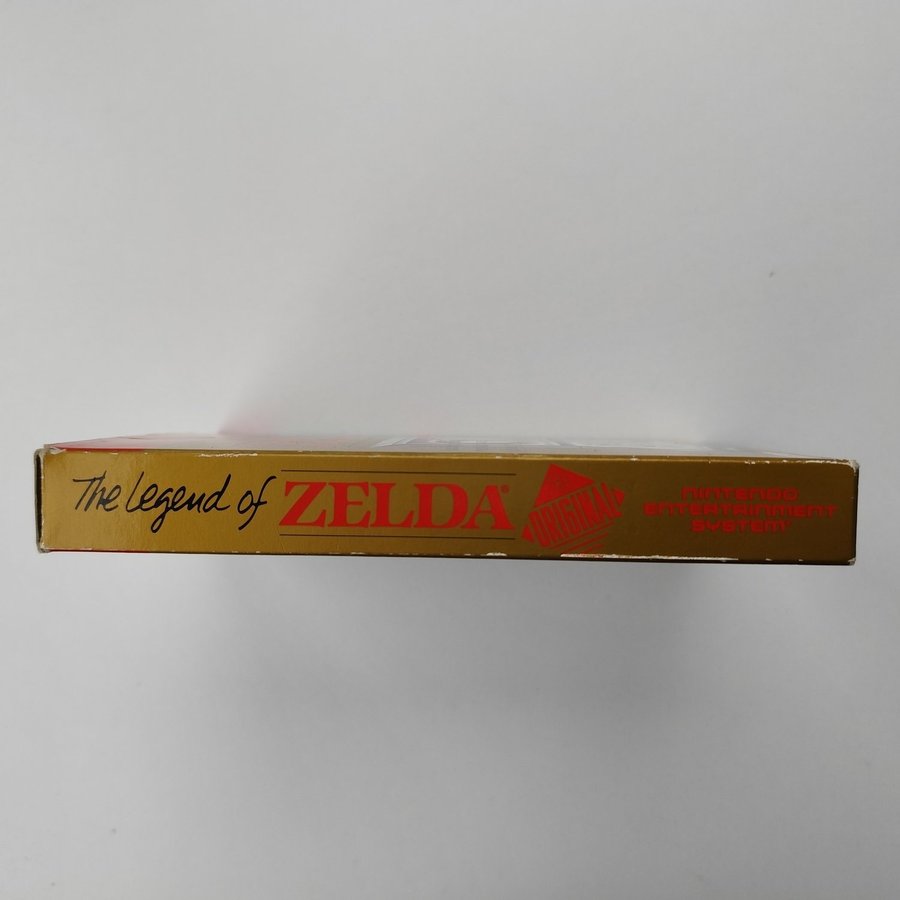 The Legend of ZELDA®
ORIGINAL
NINTENDO
ENTERTAINMENT
SYSTEM®